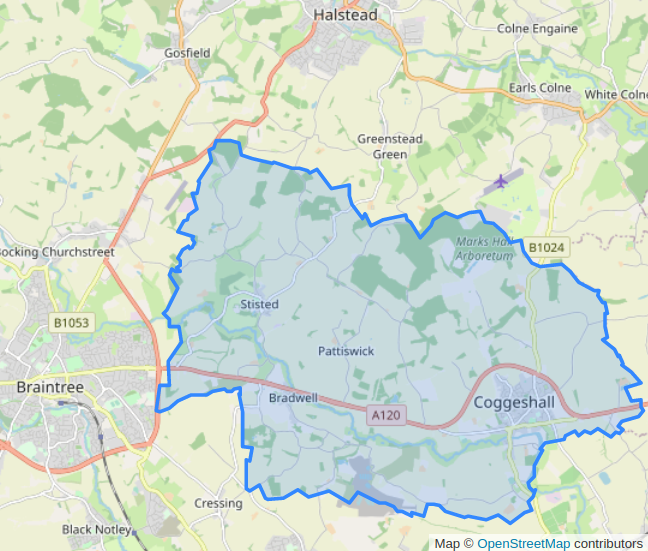 Halstead
Colne Engaine
Gosfield
Earls Colne
White Colne
Greenstead
Green
Marks Hall
Arboretum
B1024
Bocking Churchstreet
Stisted
B1053
Pattiswick
Braintree
Bradwell
Coggeshall
A120
Cressing
Black Notley
Map © OpenStreetMap contributors